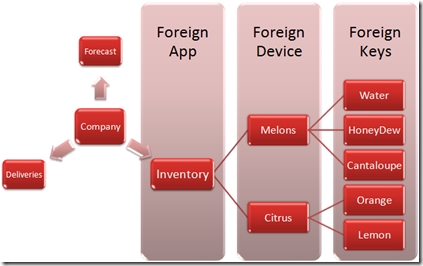 Foreign
App
Foreign
Device
Foreign
Keys
Forecast
Company
Deliveries
Inventory
Melons
Citrus
Water
HoneyDew
Cantaloupe
Orange
Lemon